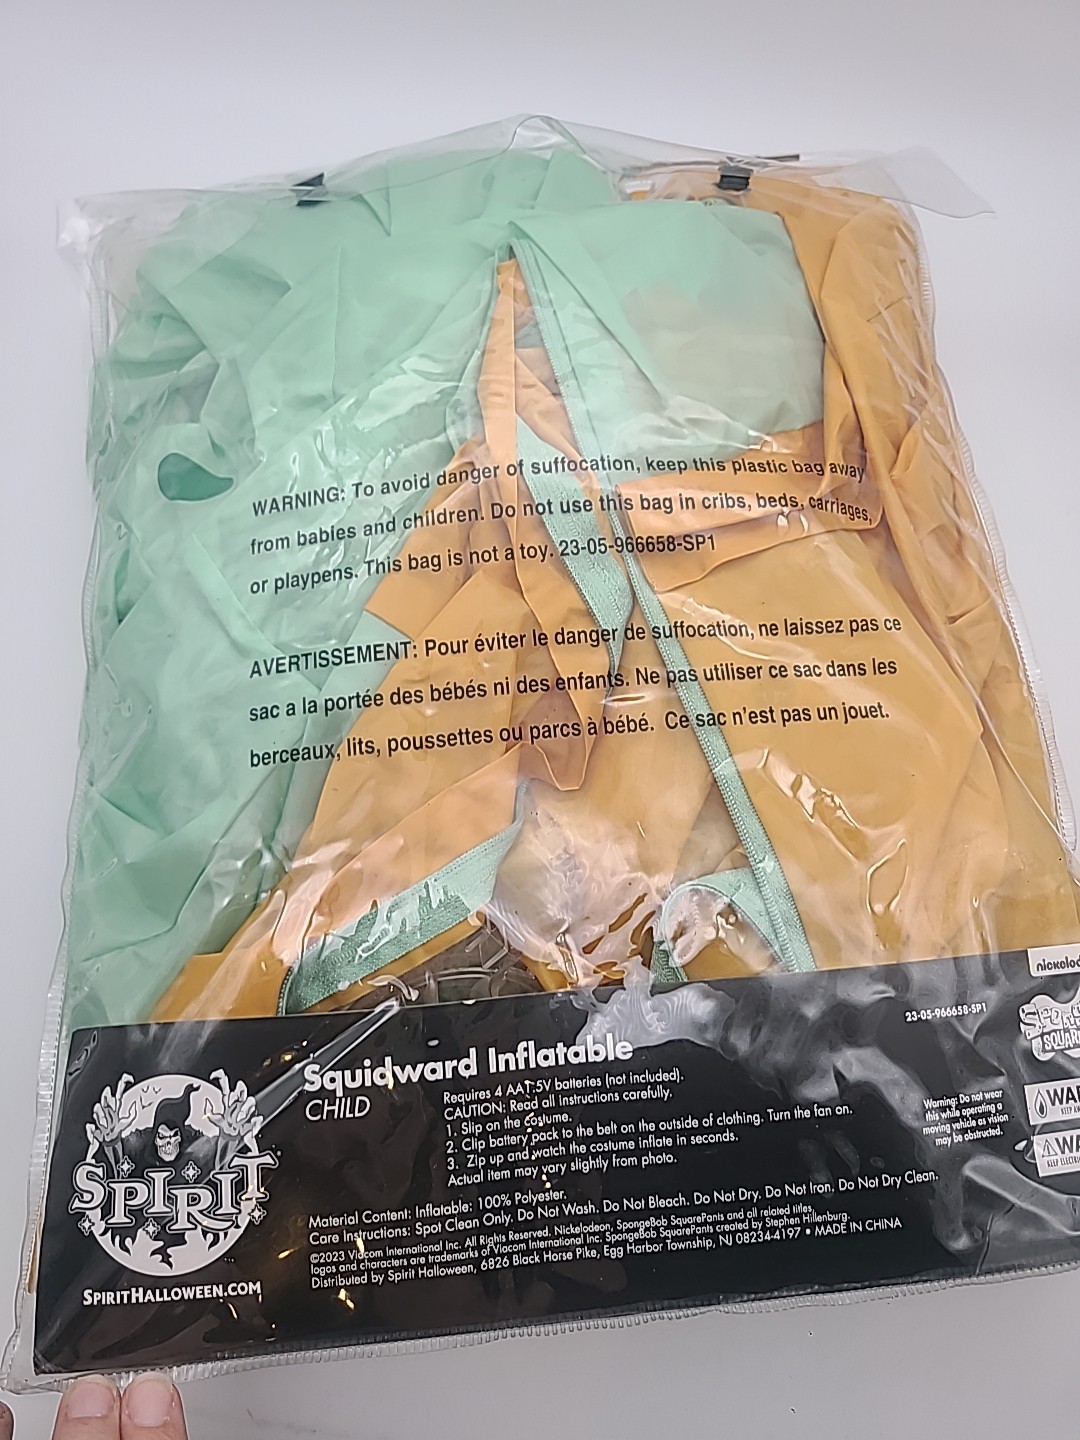 WARNING: To avoid danger of suffocation, keep this plastic bag away
from babies and children. Do not use this bag in cribs, beds, carriages,
or playpens. This bag is not a toy. 23-05-966658-SP1
AVERTISSEMENT: Pour éviter le danger de suffocation, ne laissez pas ce
sac a la portée des bébés ni des enfants. Ne pas utiliser ce sac dans les
berceaux, lits, poussettes ou parcs à bébé. Ce sac n'est pas un jouet.
nickelod
23-05-966658-SP1
SQUAR
Squidward Inflatable
CHILD
Requires 4 AA1.5V batteries (not included).
CAUTION: Read all instructions carefully.
1. Slip on the costume.
2. Clip battery pack to the belt on the outside of clothing. Turn the fan on.
3. Zip up and watch the costume inflate in seconds.
Actual item may vary slightly from photo.
Warning: Do not wear
this while operating a
moving vehicle as vision
may be obstructed.
WA
KEEP AW
WA
KEEP ELECTRI
SPIRIT
SPIRITHALLOWEEN.COM
Material Content: Inflatable: 100% Polyester.
Care Instructions: Spot Clean Only. Do Not Wash. Do Not Bleach. Do Not Dry. Do Not Iron. Do Not Dry Clean.
©2023 Viacom International Inc. All Rights Reserved. Nickelodeon, SpongeBob SquarePants and all related titles,
logos and characters are trademarks of Viacom International Inc. SpongeBob SquarePants created by Stephen Hillenburg.
Distributed by Spirit Halloween, 6826 Black Horse Pike, Egg Harbor Township, NJ 08234-4197 • MADE IN CHINA